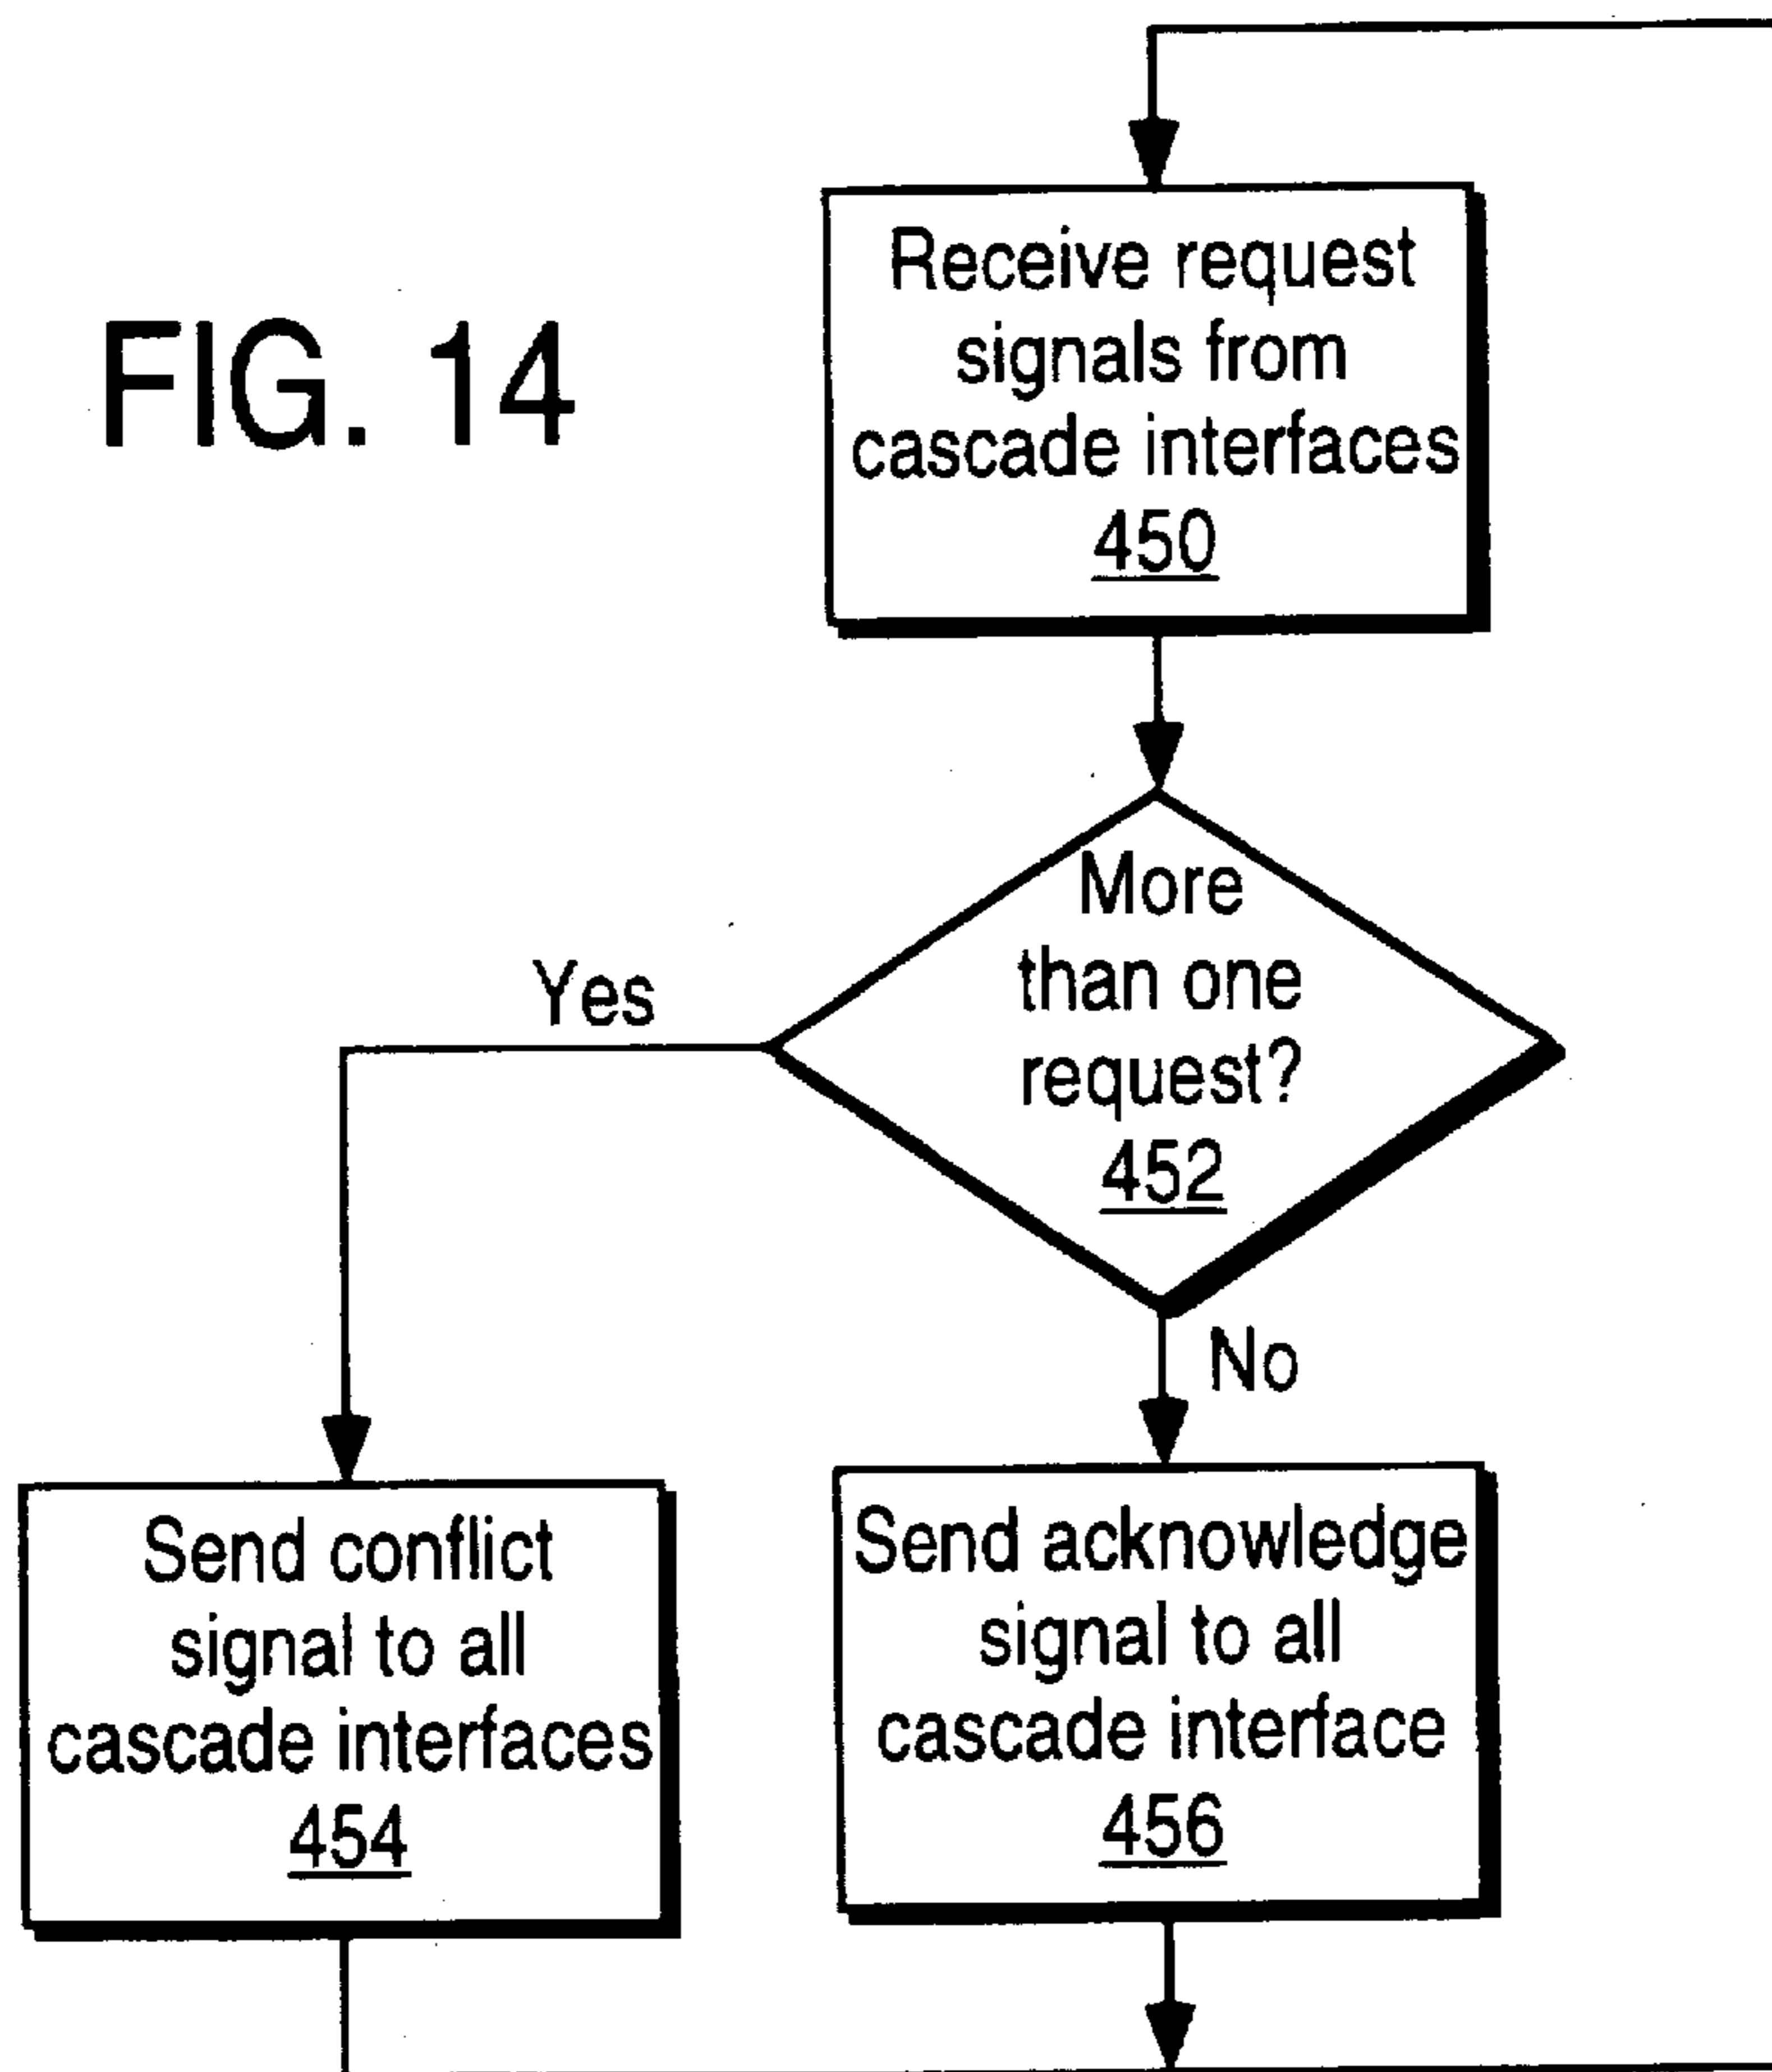 FIG. 14
Receive request
signals from
cascade interfaces
450
More
than one
request?
452
Yes
No
Send conflict
signal to all
cascade interfaces
454
Send acknowledge
signal to all
cascade interface
456